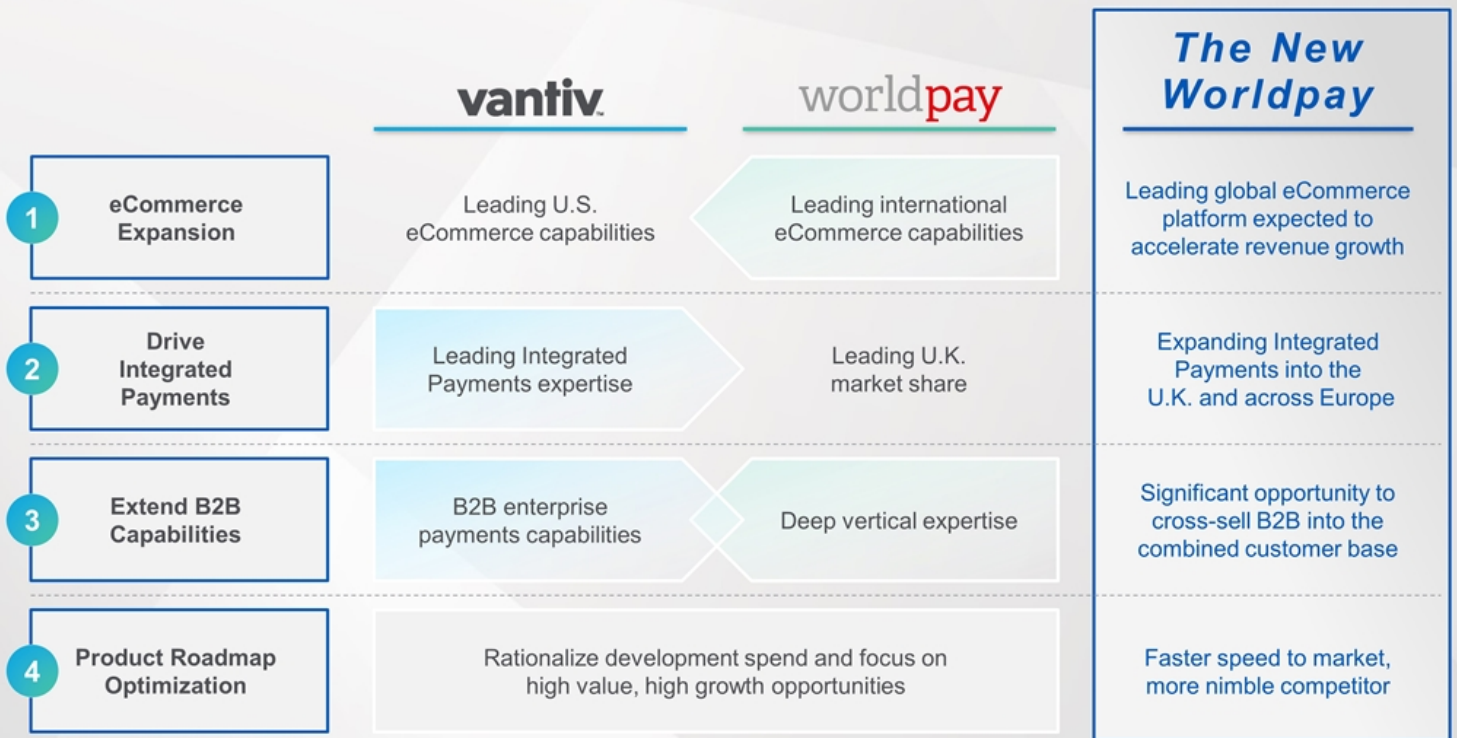 vantiv™
worldpay
The New
Worldpay
1
eCommerce
Expansion
Leading U.S.
eCommerce capabilities
Leading international
eCommerce capabilities
Leading global eCommerce
platform expected to
accelerate revenue growth
2
Drive
Integrated
Payments
Leading Integrated
Payments expertise
Leading U.K.
market share
Expanding Integrated
Payments into the
U.K. and across Europe
3
Extend B2B
Capabilities
B2B enterprise
payments capabilities
Deep vertical expertise
Significant opportunity to
cross-sell B2B into the
combined customer base
4
Product Roadmap
Optimization
Rationalize development spend and focus on
high value, high growth opportunities
Faster speed to market,
more nimble competitor